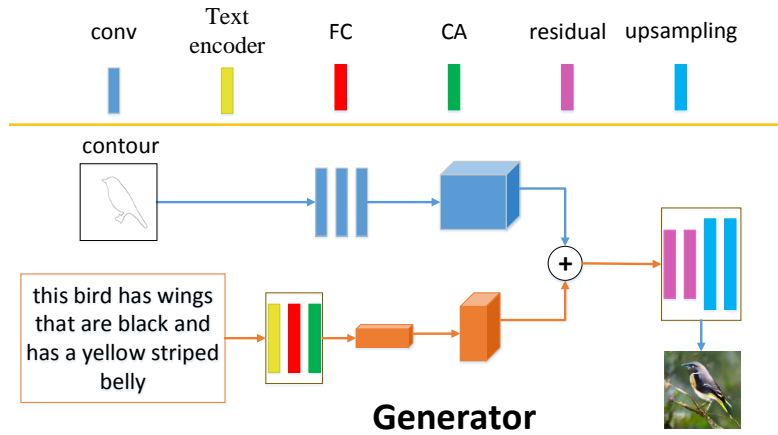 conv
Text
encoder
FC
CA
residual
upsampling
contour
+
this bird has wings
that are black and
has a yellow striped
belly
Generator